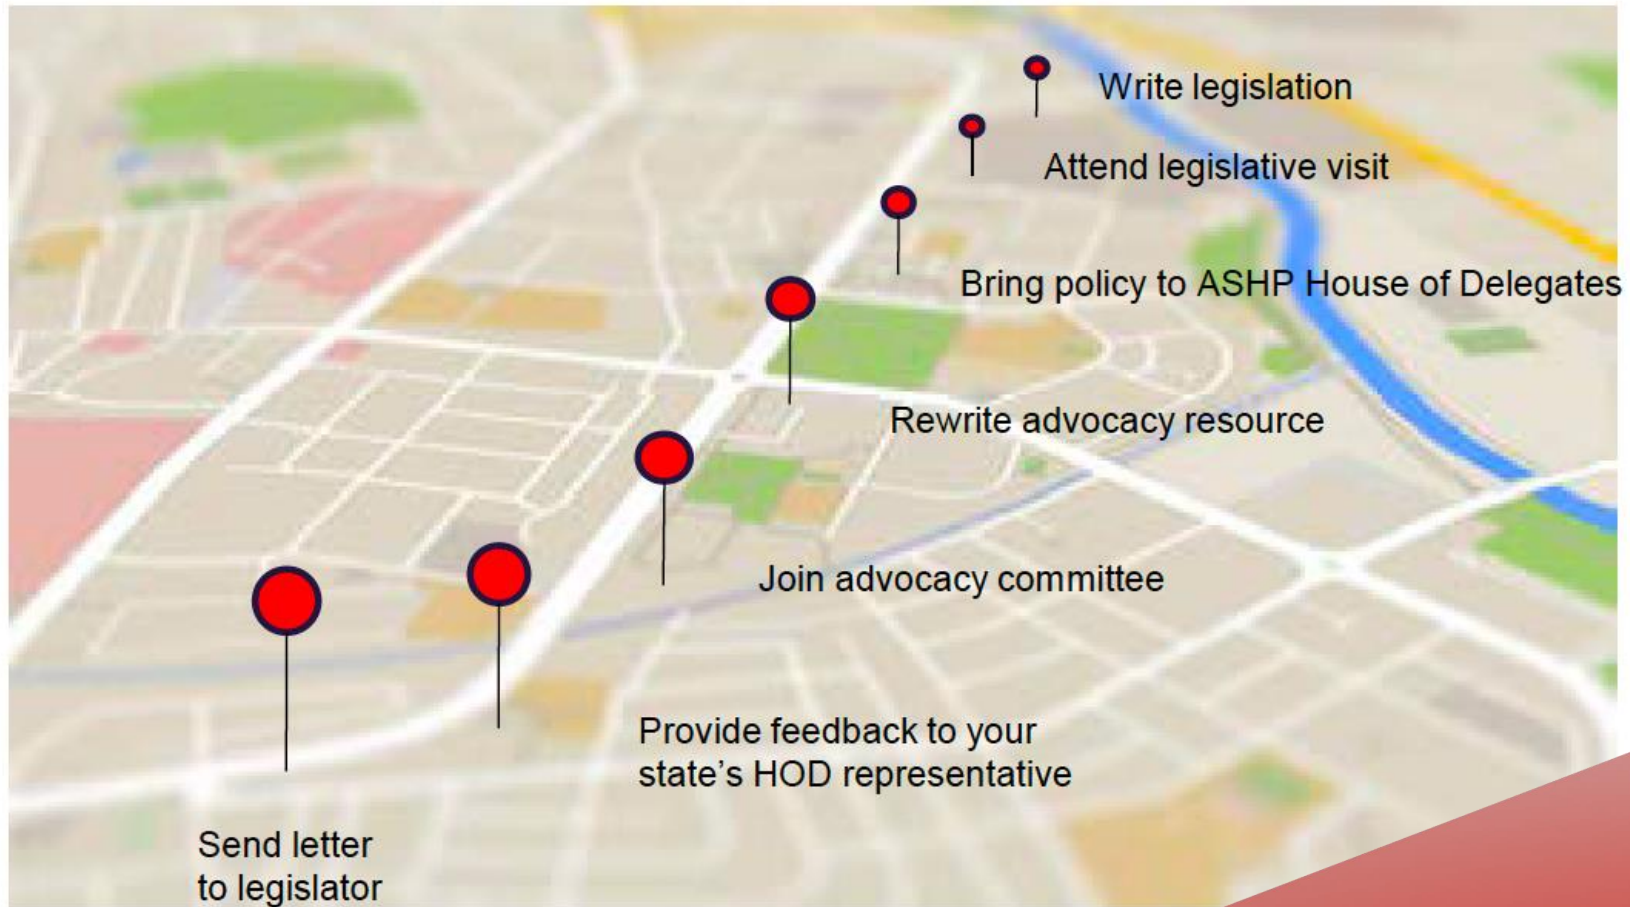 Write legislation
Attend legislative visit
Bring policy to ASHP House of Delegates
Rewrite advocacy resource
Join advocacy committee
Provide feedback to your
state’s HOD representative
Send letter
to legislator